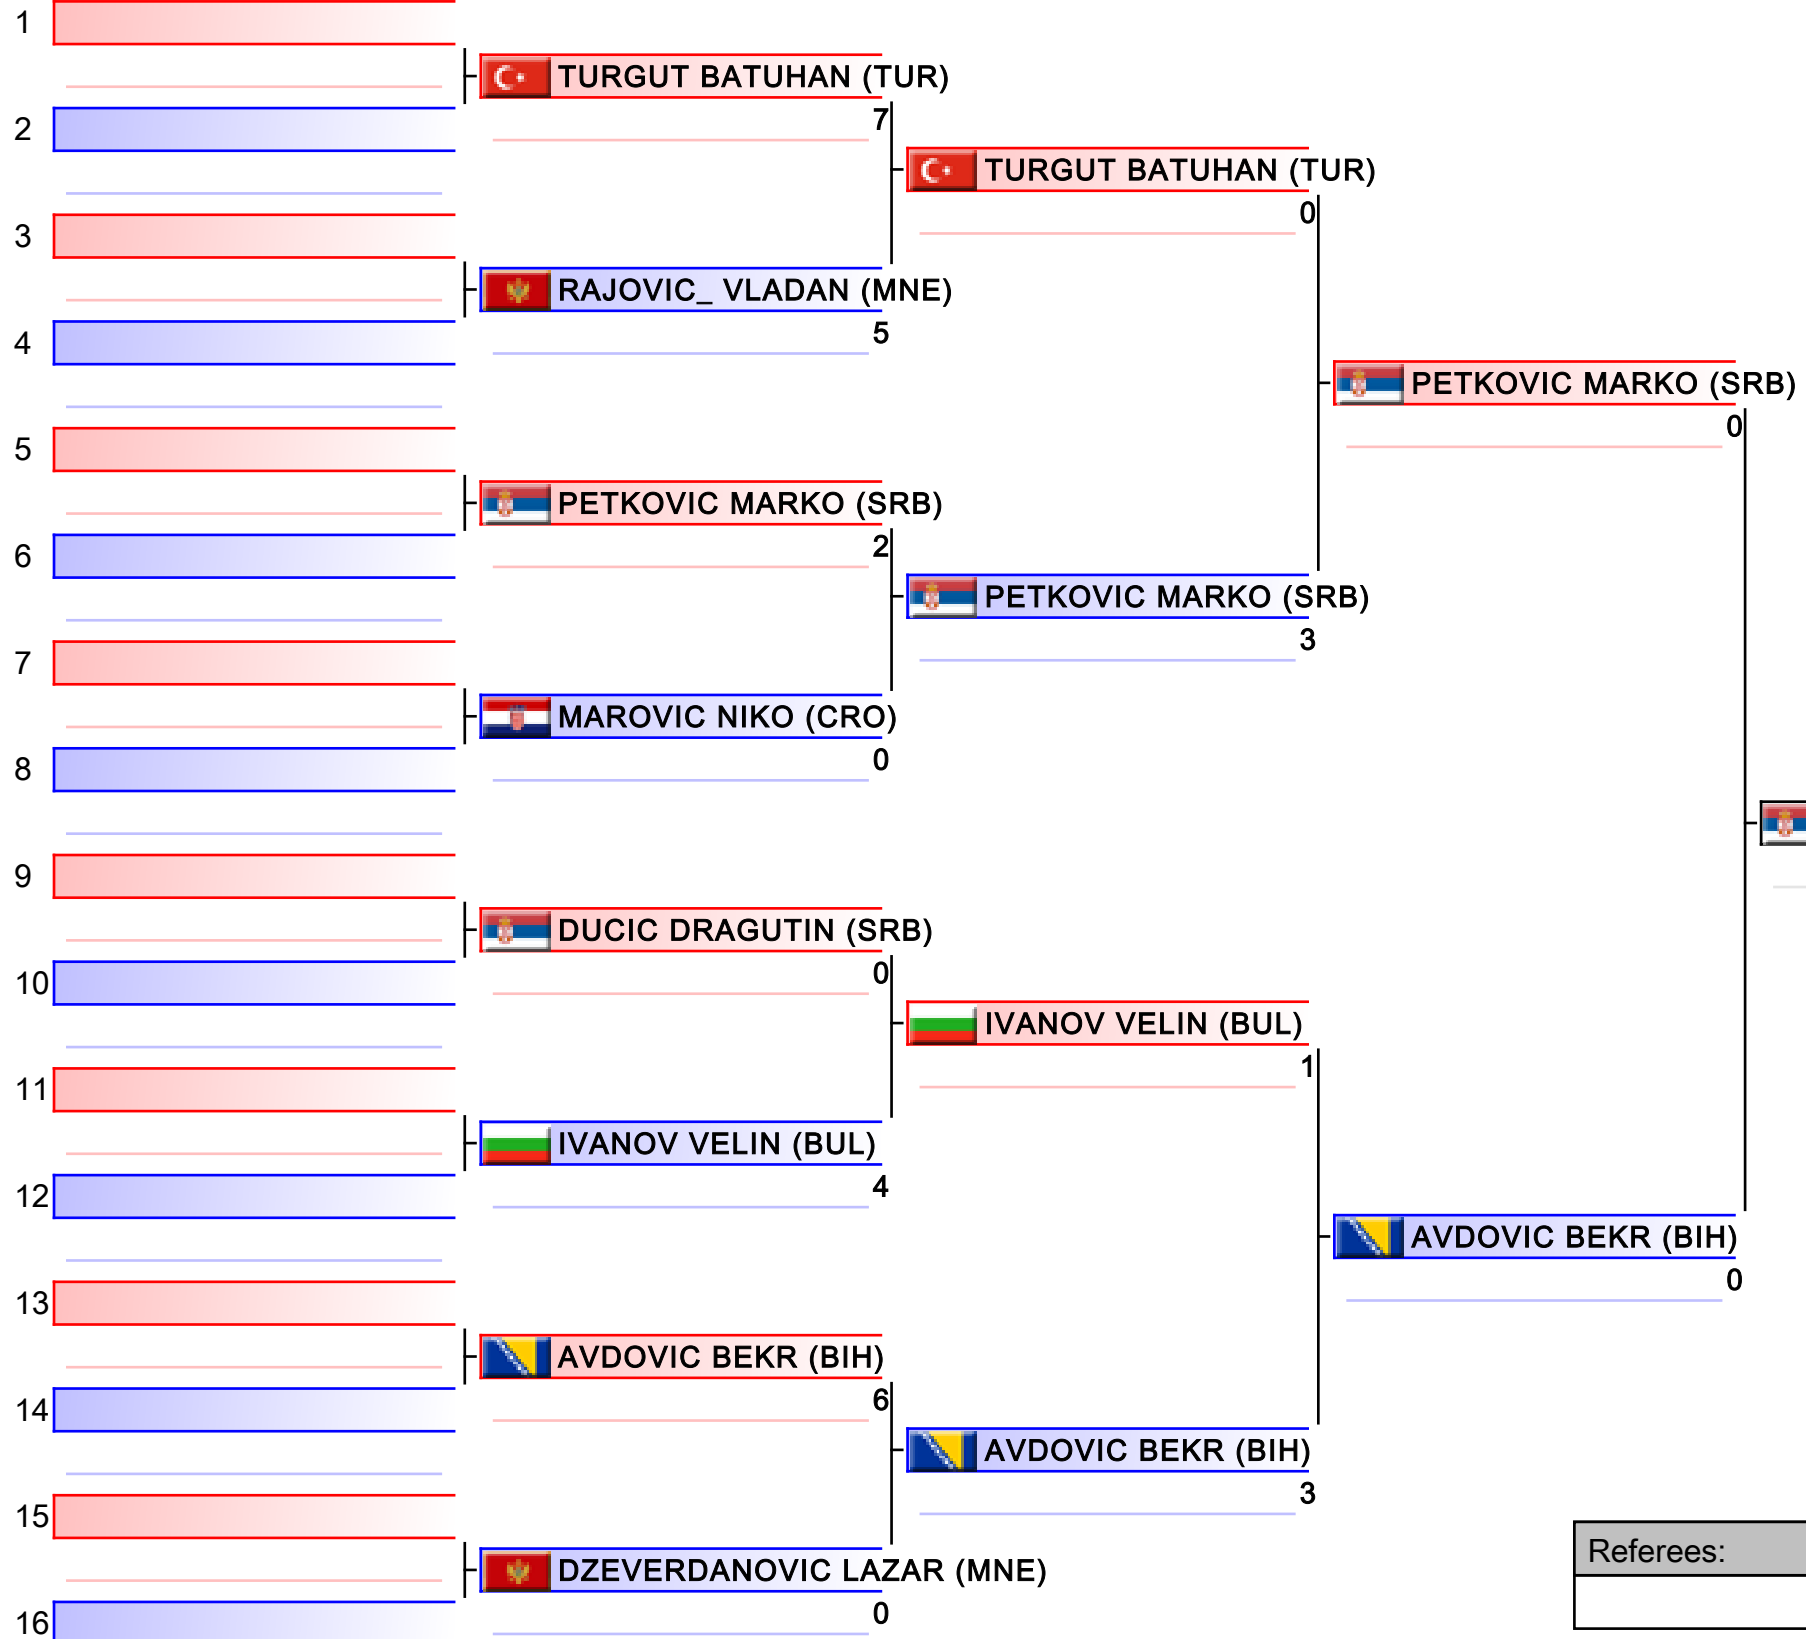 1
TURGUT BATUHAN (TUR)
2
7
TURGUT BATUHAN (TUR)
0
3
RAJOVIC_ VLADAN (MNE)
4
5
PETKOVIC MARKO (SRB)
0
5
PETKOVIC MARKO (SRB)
6
2
PETKOVIC MARKO (SRB)
3
7
MAROVIC NIKO (CRO)
8
0
9
DUCIC DRAGUTIN (SRB)
10
0
IVANOV VELIN (BUL)
1
11
IVANOV VELIN (BUL)
12
4
AVDOVIC BEKR (BIH)
0
13
AVDOVIC BEKR (BIH)
14
6
AVDOVIC BEKR (BIH)
3
15
Referees:
DZEVERDANOVIC LAZAR (MNE)
16
0